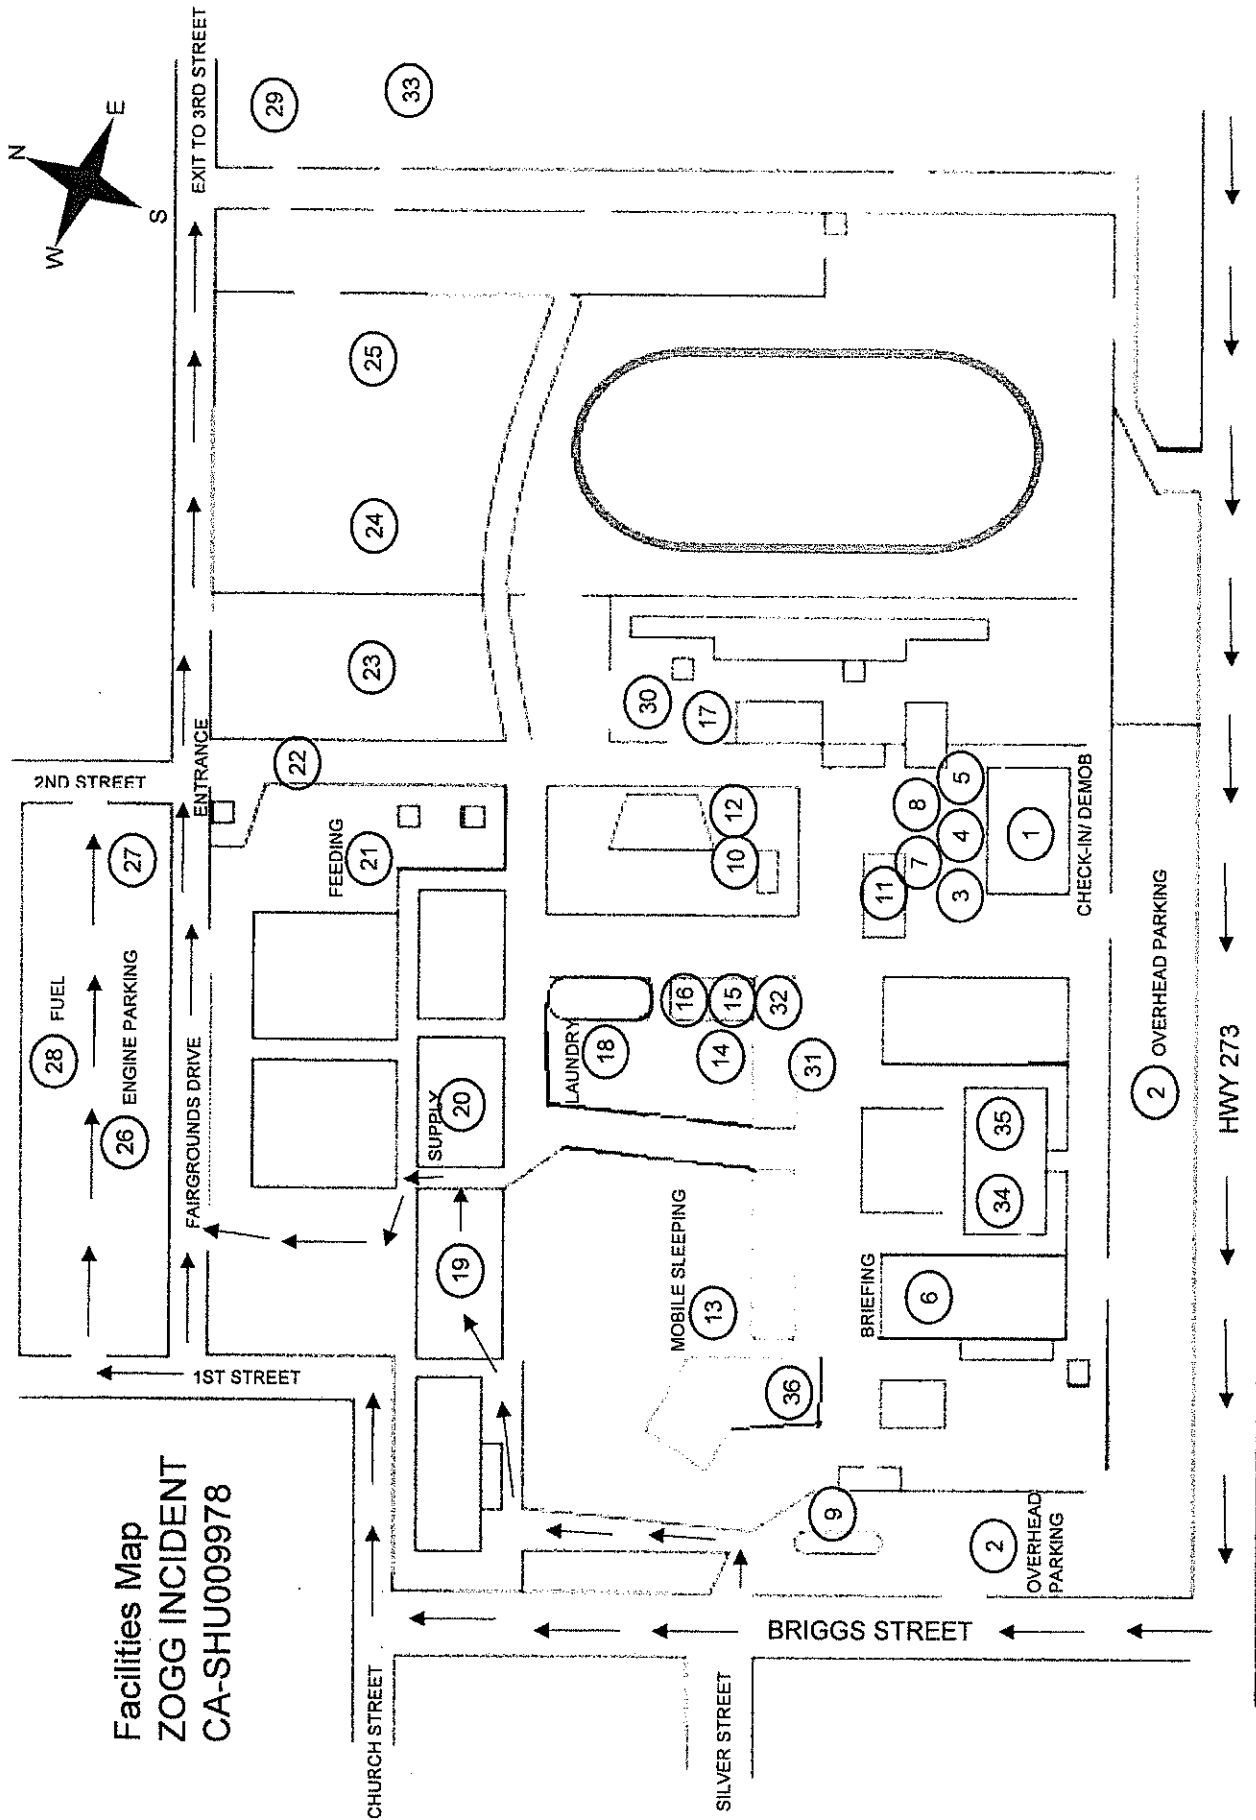 Facilities Map
ZOGG INCIDENT
CA-SHU009978
N
E
S
W
EXIT TO 3RD STREET
29
33
2ND STREET
ENTRANCE
28
FUEL
27
26
ENGINE PARKING
FAIRGROUNDS DRIVE
1ST STREET
CHURCH STREET
SILVER STREET
BRIGGS STREET
22
23
24
25
FEEDING
21
SUPPLY
20
19
LAUNDRY
18
16
15
32
14
31
30
17
12
10
MOBILE SLEEPING
13
36
9
11
7
8
3
4
5
1
CHECK-IN/ DEMOB
BRIEFING
6
34
35
2
OVERHEAD
PARKING
2
OVERHEAD PARKING
HWY 273